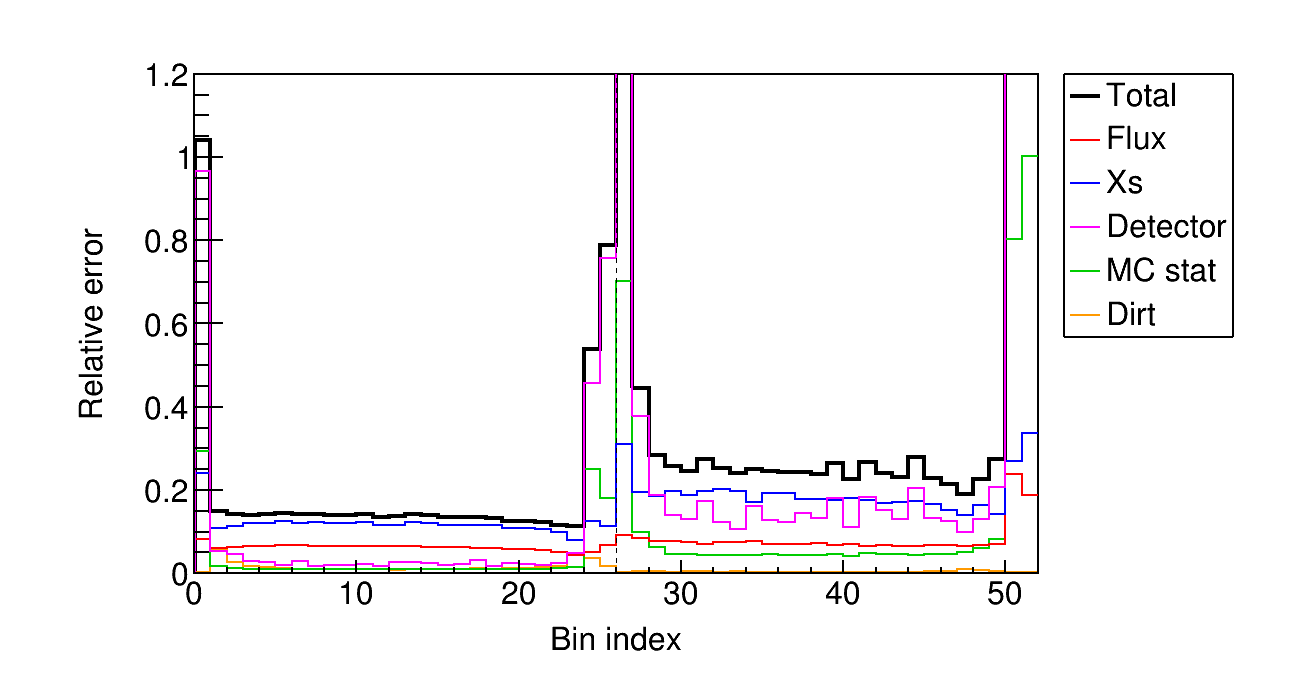 1.2
1
0.8
0.6
0.4
0.2
0
Relative error
0 10 20 30 40 50
Bin index
Total
Flux
Xs
Detector
MC stat
Dirt